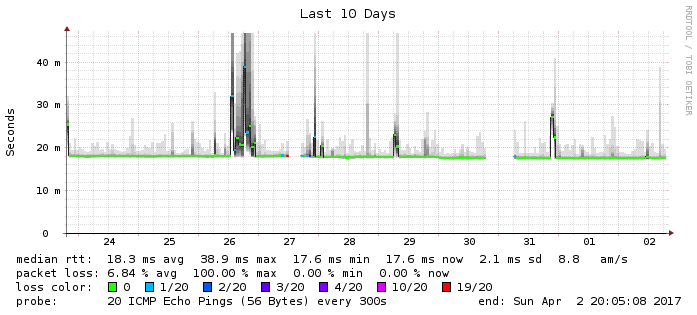 Last 10 Days
RRDTOOL / TOBI OETIKER
Seconds
40 m
30 m
20 m
10 m
0
24 25 26 27 28 29 30 31 01 02
median rtt: 18.3 ms avg 38.9 ms max 17.6 ms min 17.6 ms now 2.1 ms sd 8.8 am/s
packet loss: 6.84 % avg 100.00 % max 0.00 % min 0.00 % now
loss color: 0 1/20 2/20 3/20 4/20 10/20 19/20
probe: 20 ICMP Echo Pings (56 Bytes) every 300s end: Sun Apr 2 20:05:08 2017